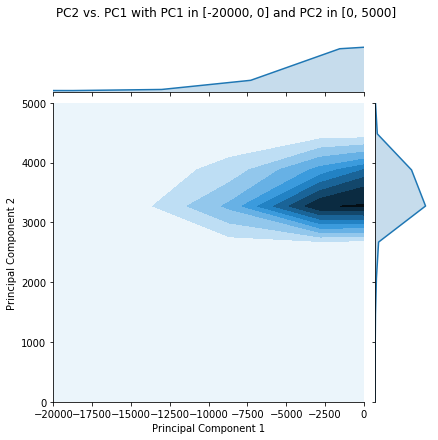 PC2 vs. PC1 with PC1 in [-20000, 0] and PC2 in [0, 5000]
5000
4000
3000
2000
1000
0
Principal Component 2
−20000−17500−15000−12500−10000 −7500 −5000 −2500 0
Principal Component 1